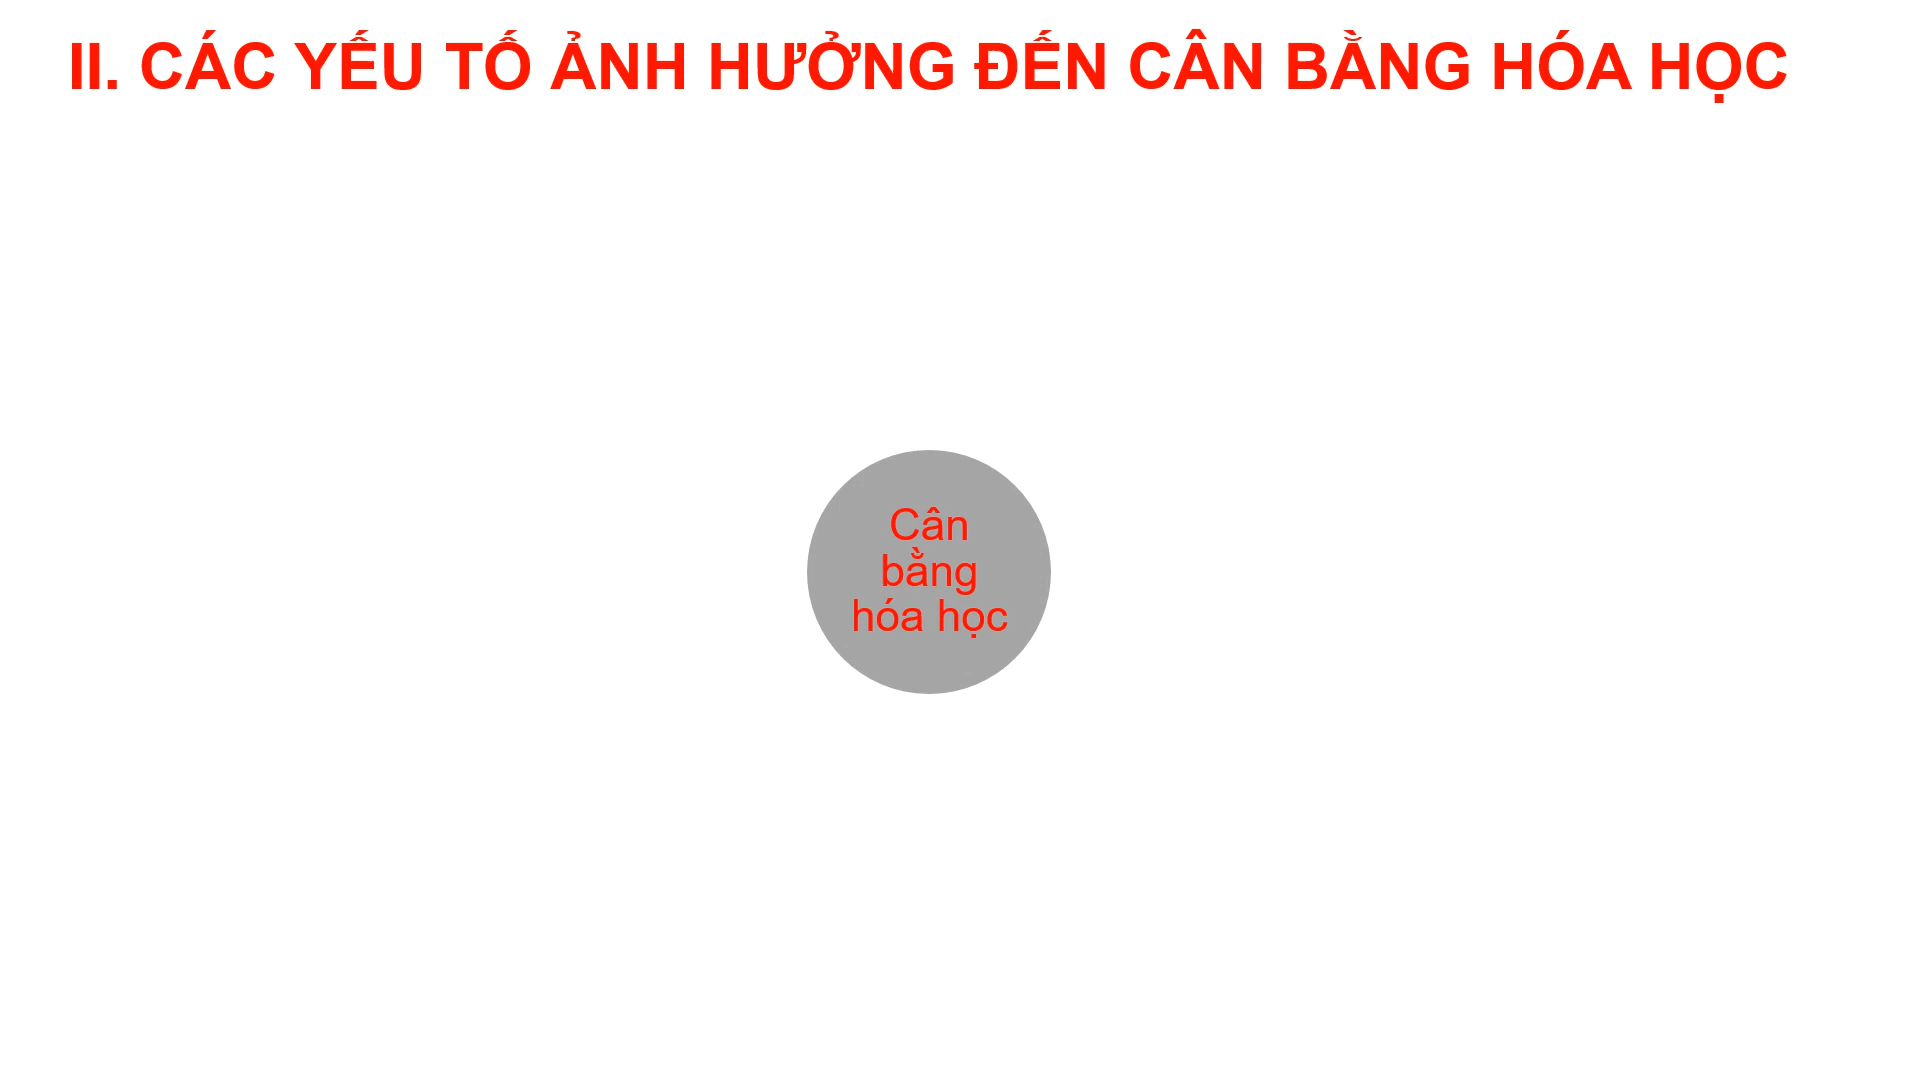 II. CÁC YẾU TỐ ẢNH HƯỞNG ĐẾN CÂN BẰNG HÓA HỌC
Cân
bằng
hóa học